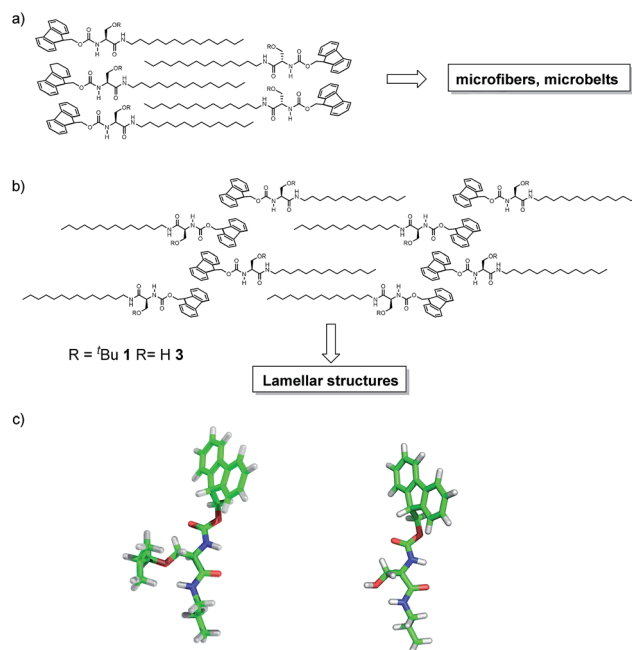 a)
microfibers, microbelts
b)
R = ᵗBu 1 R= H 3
Lamellar structures
c)